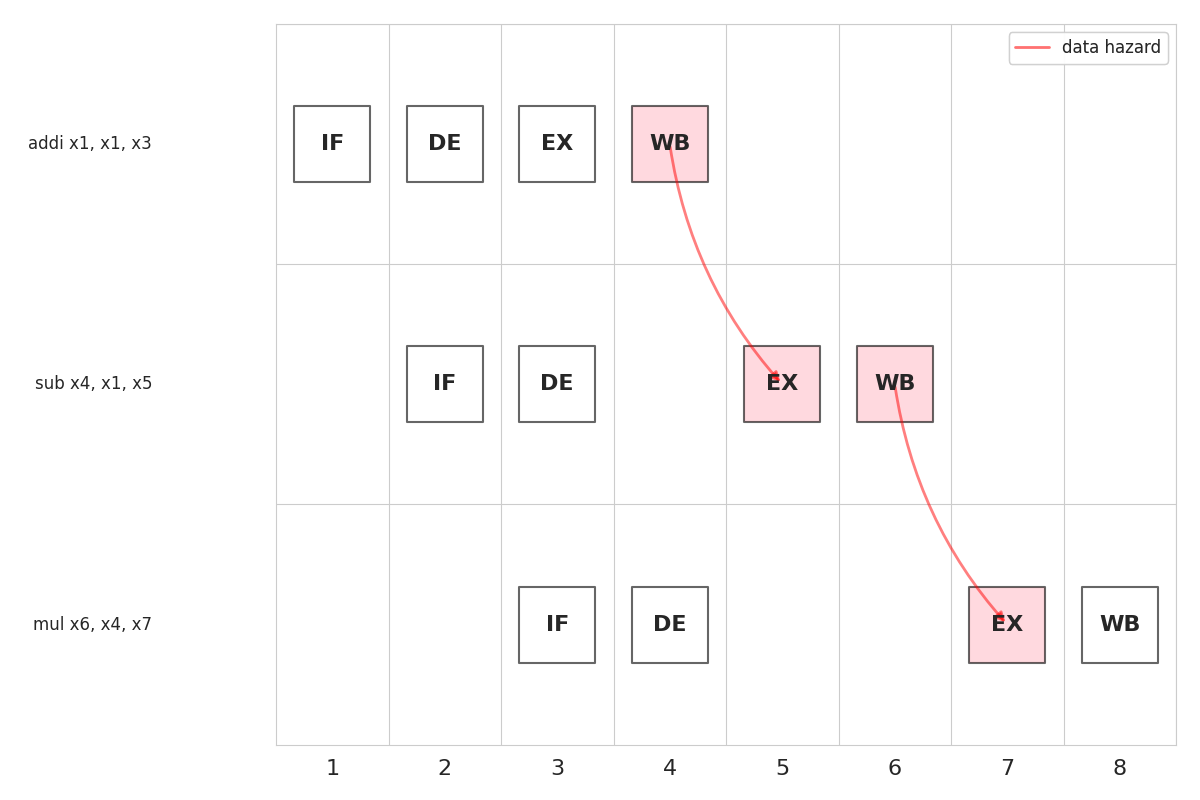 data hazard
addi x1, x1, x3 IF DE EX WB
sub x4, x1, x5 IF DE EX WB
mul x6, x4, x7 IF DE EX WB
1 2 3 4 5 6 7 8